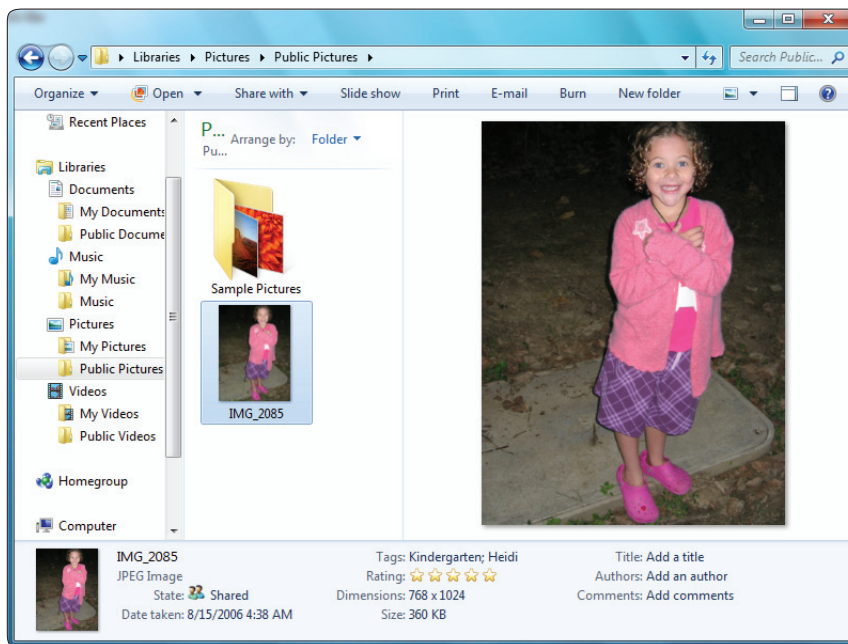 Libraries
Pictures
Public Pictures
Search Public...
Organize
Open
Share with
Slide show
Print
E-mail
Burn
New folder
Recent Places
Libraries
Documents
My Documents
Public Docume
Music
My Music
Music
Pictures
My Pictures
Public Pictures
Videos
My Videos
Public Videos
Homegroup
Computer
P...
Pu...
Arrange by: Folder
Sample Pictures
IMG_2085
IMG_2085
JPEG Image
State: Shared
Date taken: 8/15/2006 4:38 AM
Tags: Kindergarten; Heidi
Rating:
Dimensions: 768 x 1024
Size: 360 KB
Title: Add a title
Authors: Add an author
Comments: Add comments